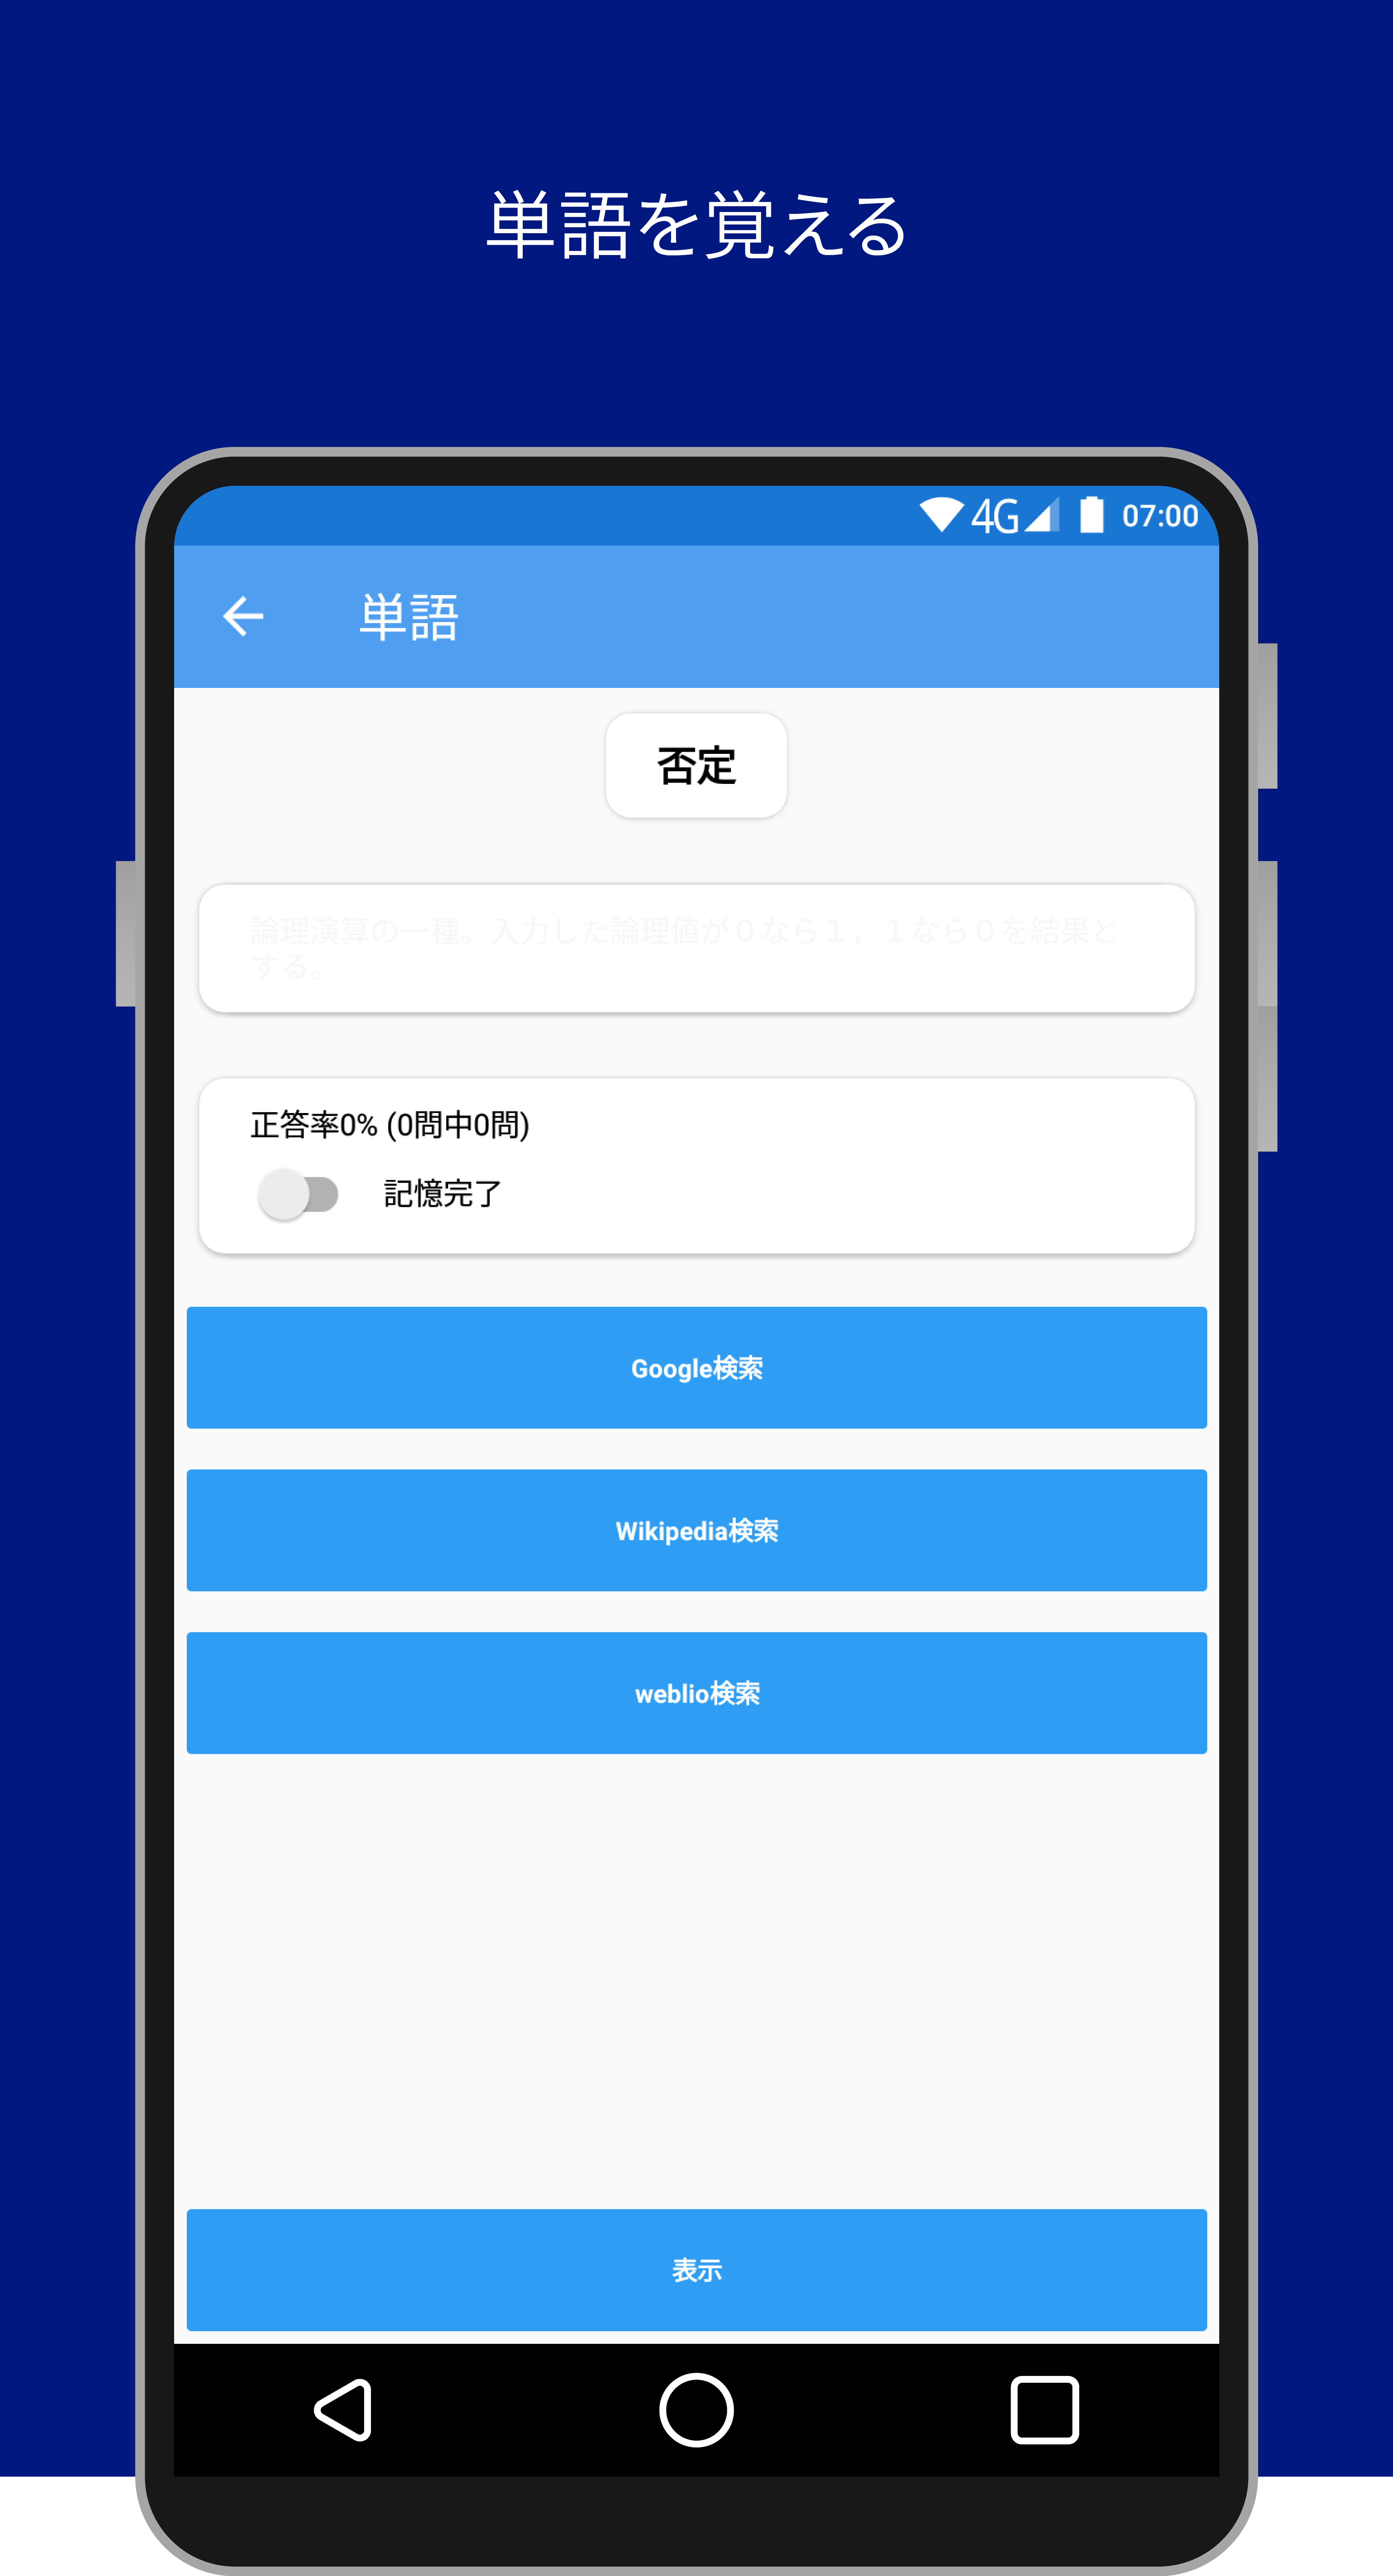 単語を覚える
4G 07:00
単語
否定
論理演算の一種。入力した論理値が０なら１，１なら０を結果と
する。
正答率0% (0問中0問)
記憶完了
Google検索
Wikipedia検索
weblio検索
表示